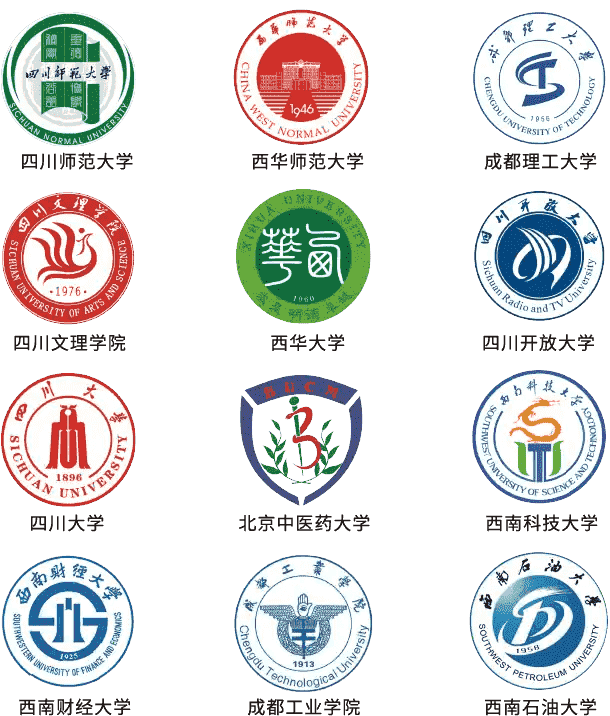 四川师范大学
SICHUAN NORMAL UNIVERSITY
四川师范大学
西华师范大学
CHINA WEST NORMAL UNIVERSITY
1946
西华师范大学
成都理工大学
CHENGDU UNIVERSITY OF TECHNOLOGY
1956
成都理工大学
四川文理学院
SICHUAN UNIVERSITY OF ARTS AND SCIENCE
·1976·
四川文理学院
XIHUA UNIVERSITY
華西
1960
西华大学
四川开放大学
Sichuan Radio and TV University
四川开放大学
四川大学
1896
SICHUAN UNIVERSITY
四川大学
BUCM
北京中医药大学
西南科技大学
SOUTHWEST UNIVERSITY OF SCIENCE AND TECHNOLOGY
西南科技大学
西南财经大学
1925
SOUTHWESTERN UNIVERSITY OF FINANCE AND ECONOMICS
西南财经大学
成都工业学院
1913
Chengdu Technological University
成都工业学院
西南石油大学
1958
SOUTHWEST PETROLEUM UNIVERSITY
西南石油大学